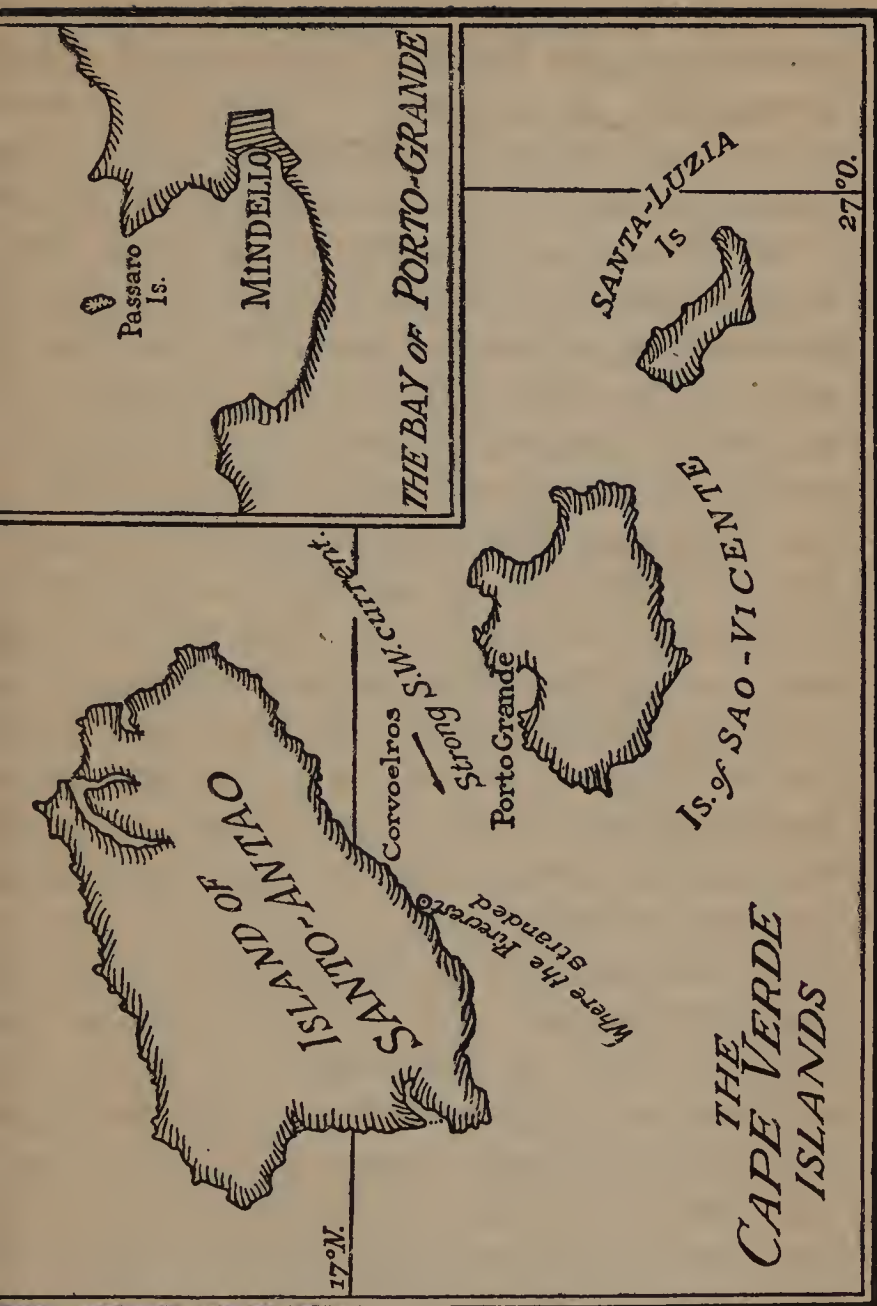 THE
CAPE VERDE
ISLANDS
17°N.
ISLAND OF
SANTO-ANTAO
Where the Firecrest
stranded
Corvoelros
Strong S.W. current.
Porto Grande
Is. of SAO-VICENTE
SANTA-LUZIA
Is
27°O.
Passaro
Is.
MINDELLO
THE BAY OF PORTO-GRANDE